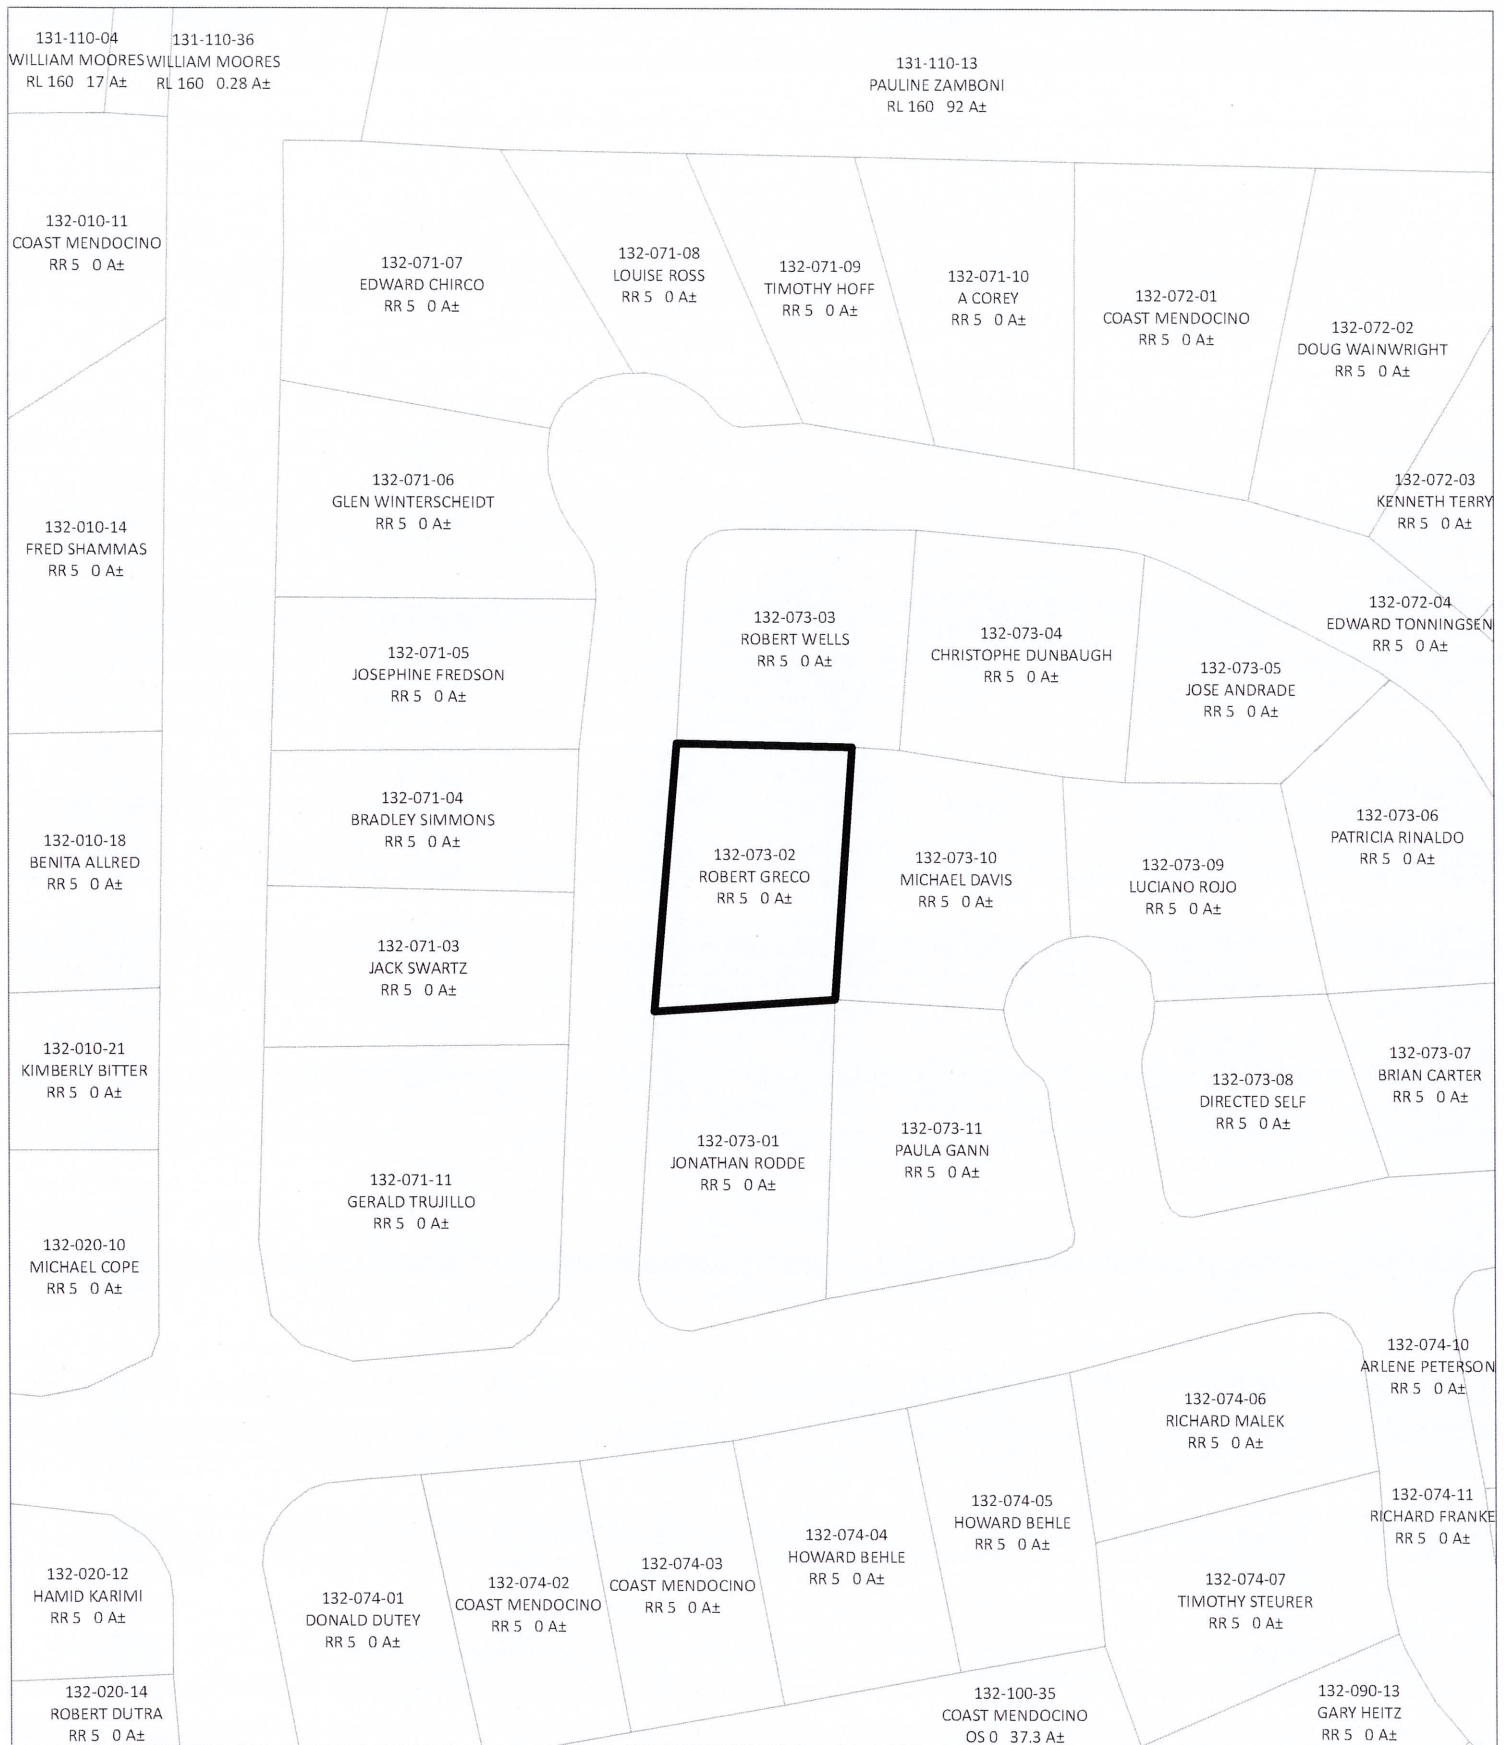 131-110-04
WILLIAM MOORES
RL 160 17 A±
131-110-36
WILLIAM MOORES
RL 160 0.28 A±
131-110-13
PAULINE ZAMBONI
RL 160 92 A±
132-010-11
COAST MENDOCINO
RR 5 0 A±
132-071-07
EDWARD CHIRCO
RR 5 0 A±
132-071-08
LOUISE ROSS
RR 5 0 A±
132-071-09
TIMOTHY HOFF
RR 5 0 A±
132-071-10
A COREY
RR 5 0 A±
132-072-01
COAST MENDOCINO
RR 5 0 A±
132-072-02
DOUG WAINWRIGHT
RR 5 0 A±
132-072-03
KENNETH TERRY
RR 5 0 A±
132-071-06
GLEN WINTERSCHEIDT
RR 5 0 A±
132-010-14
FRED SHAMMAS
RR 5 0 A±
132-072-04
EDWARD TONNINGSEN
RR 5 0 A±
132-073-03
ROBERT WELLS
RR 5 0 A±
132-073-04
CHRISTOPHE DUNBAUGH
RR 5 0 A±
132-073-05
JOSE ANDRADE
RR 5 0 A±
132-071-05
JOSEPHINE FREDSON
RR 5 0 A±
132-071-04
BRADLEY SIMMONS
RR 5 0 A±
132-073-06
PATRICIA RINALDO
RR 5 0 A±
132-010-18
BENITA ALLRED
RR 5 0 A±
132-073-02
ROBERT GRECO
RR 5 0 A±
132-073-10
MICHAEL DAVIS
RR 5 0 A±
132-073-09
LUCIANO ROJO
RR 5 0 A±
132-071-03
JACK SWARTZ
RR 5 0 A±
132-010-21
KIMBERLY BITTER
RR 5 0 A±
132-073-07
BRIAN CARTER
RR 5 0 A±
132-073-08
DIRECTED SELF
RR 5 0 A±
132-073-01
JONATHAN RODDE
RR 5 0 A±
132-073-11
PAULA GANN
RR 5 0 A±
132-071-11
GERALD TRUJILLO
RR 5 0 A±
132-020-10
MICHAEL COPE
RR 5 0 A±
132-074-10
ARLENE PETERSON
RR 5 0 A±
132-074-06
RICHARD MALEK
RR 5 0 A±
132-074-11
RICHARD FRANKE
RR 5 0 A±
132-074-05
HOWARD BEHLE
RR 5 0 A±
132-074-04
HOWARD BEHLE
RR 5 0 A±
132-074-03
COAST MENDOCINO
RR 5 0 A±
132-074-02
COAST MENDOCINO
RR 5 0 A±
132-074-01
DONALD DUTEY
RR 5 0 A±
132-020-12
HAMID KARIMI
RR 5 0 A±
132-074-07
TIMOTHY STEURER
RR 5 0 A±
132-020-14
ROBERT DUTRA
RR 5 0 A±
132-100-35
COAST MENDOCINO
OS 0 37.3 A±
132-090-13
GARY HEITZ
RR 5 0 A±